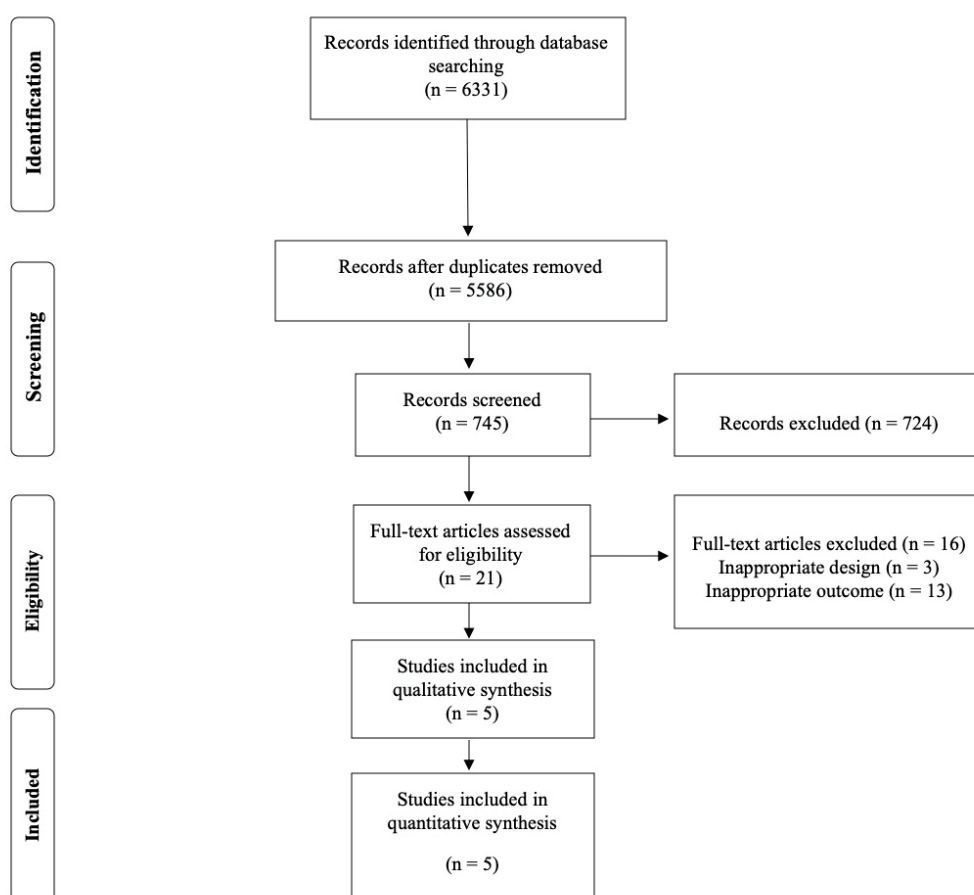 Identification
Records identified through database
searching
(n = 6331)
Screening
Records after duplicates removed
(n = 5586)
Records screened
(n = 745)
Records excluded (n = 724)
Eligibility
Full-text articles assessed
for eligibility
(n = 21)
Full-text articles excluded (n = 16)
Inappropriate design (n = 3)
Inappropriate outcome (n = 13)
Studies included in
qualitative synthesis
(n = 5)
Included
Studies included in
quantitative synthesis
(n = 5)